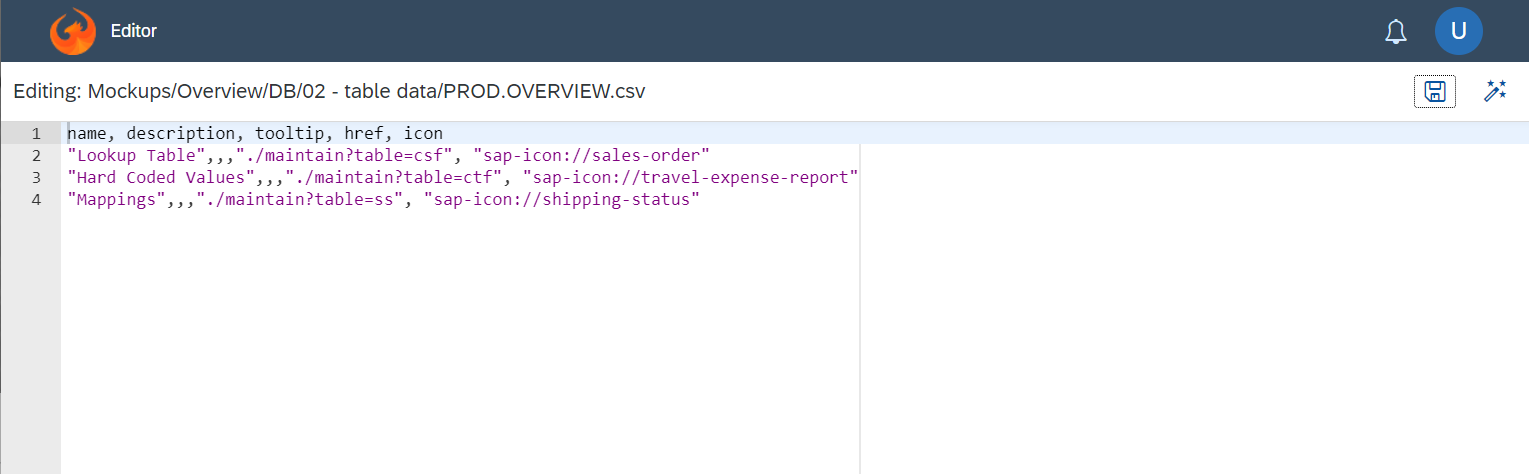 Editor
U
Editing: Mockups/Overview/DB/02 - table data/PROD.OVERVIEW.csv
1 name, description, tooltip, href, icon
2 "Lookup Table",,,"./maintain?table=csf", "sap-icon://sales-order"
3 "Hard Coded Values",,,"./maintain?table=ctf", "sap-icon://travel-expense-report"
4 "Mappings",,,"./maintain?table=ss", "sap-icon://shipping-status"